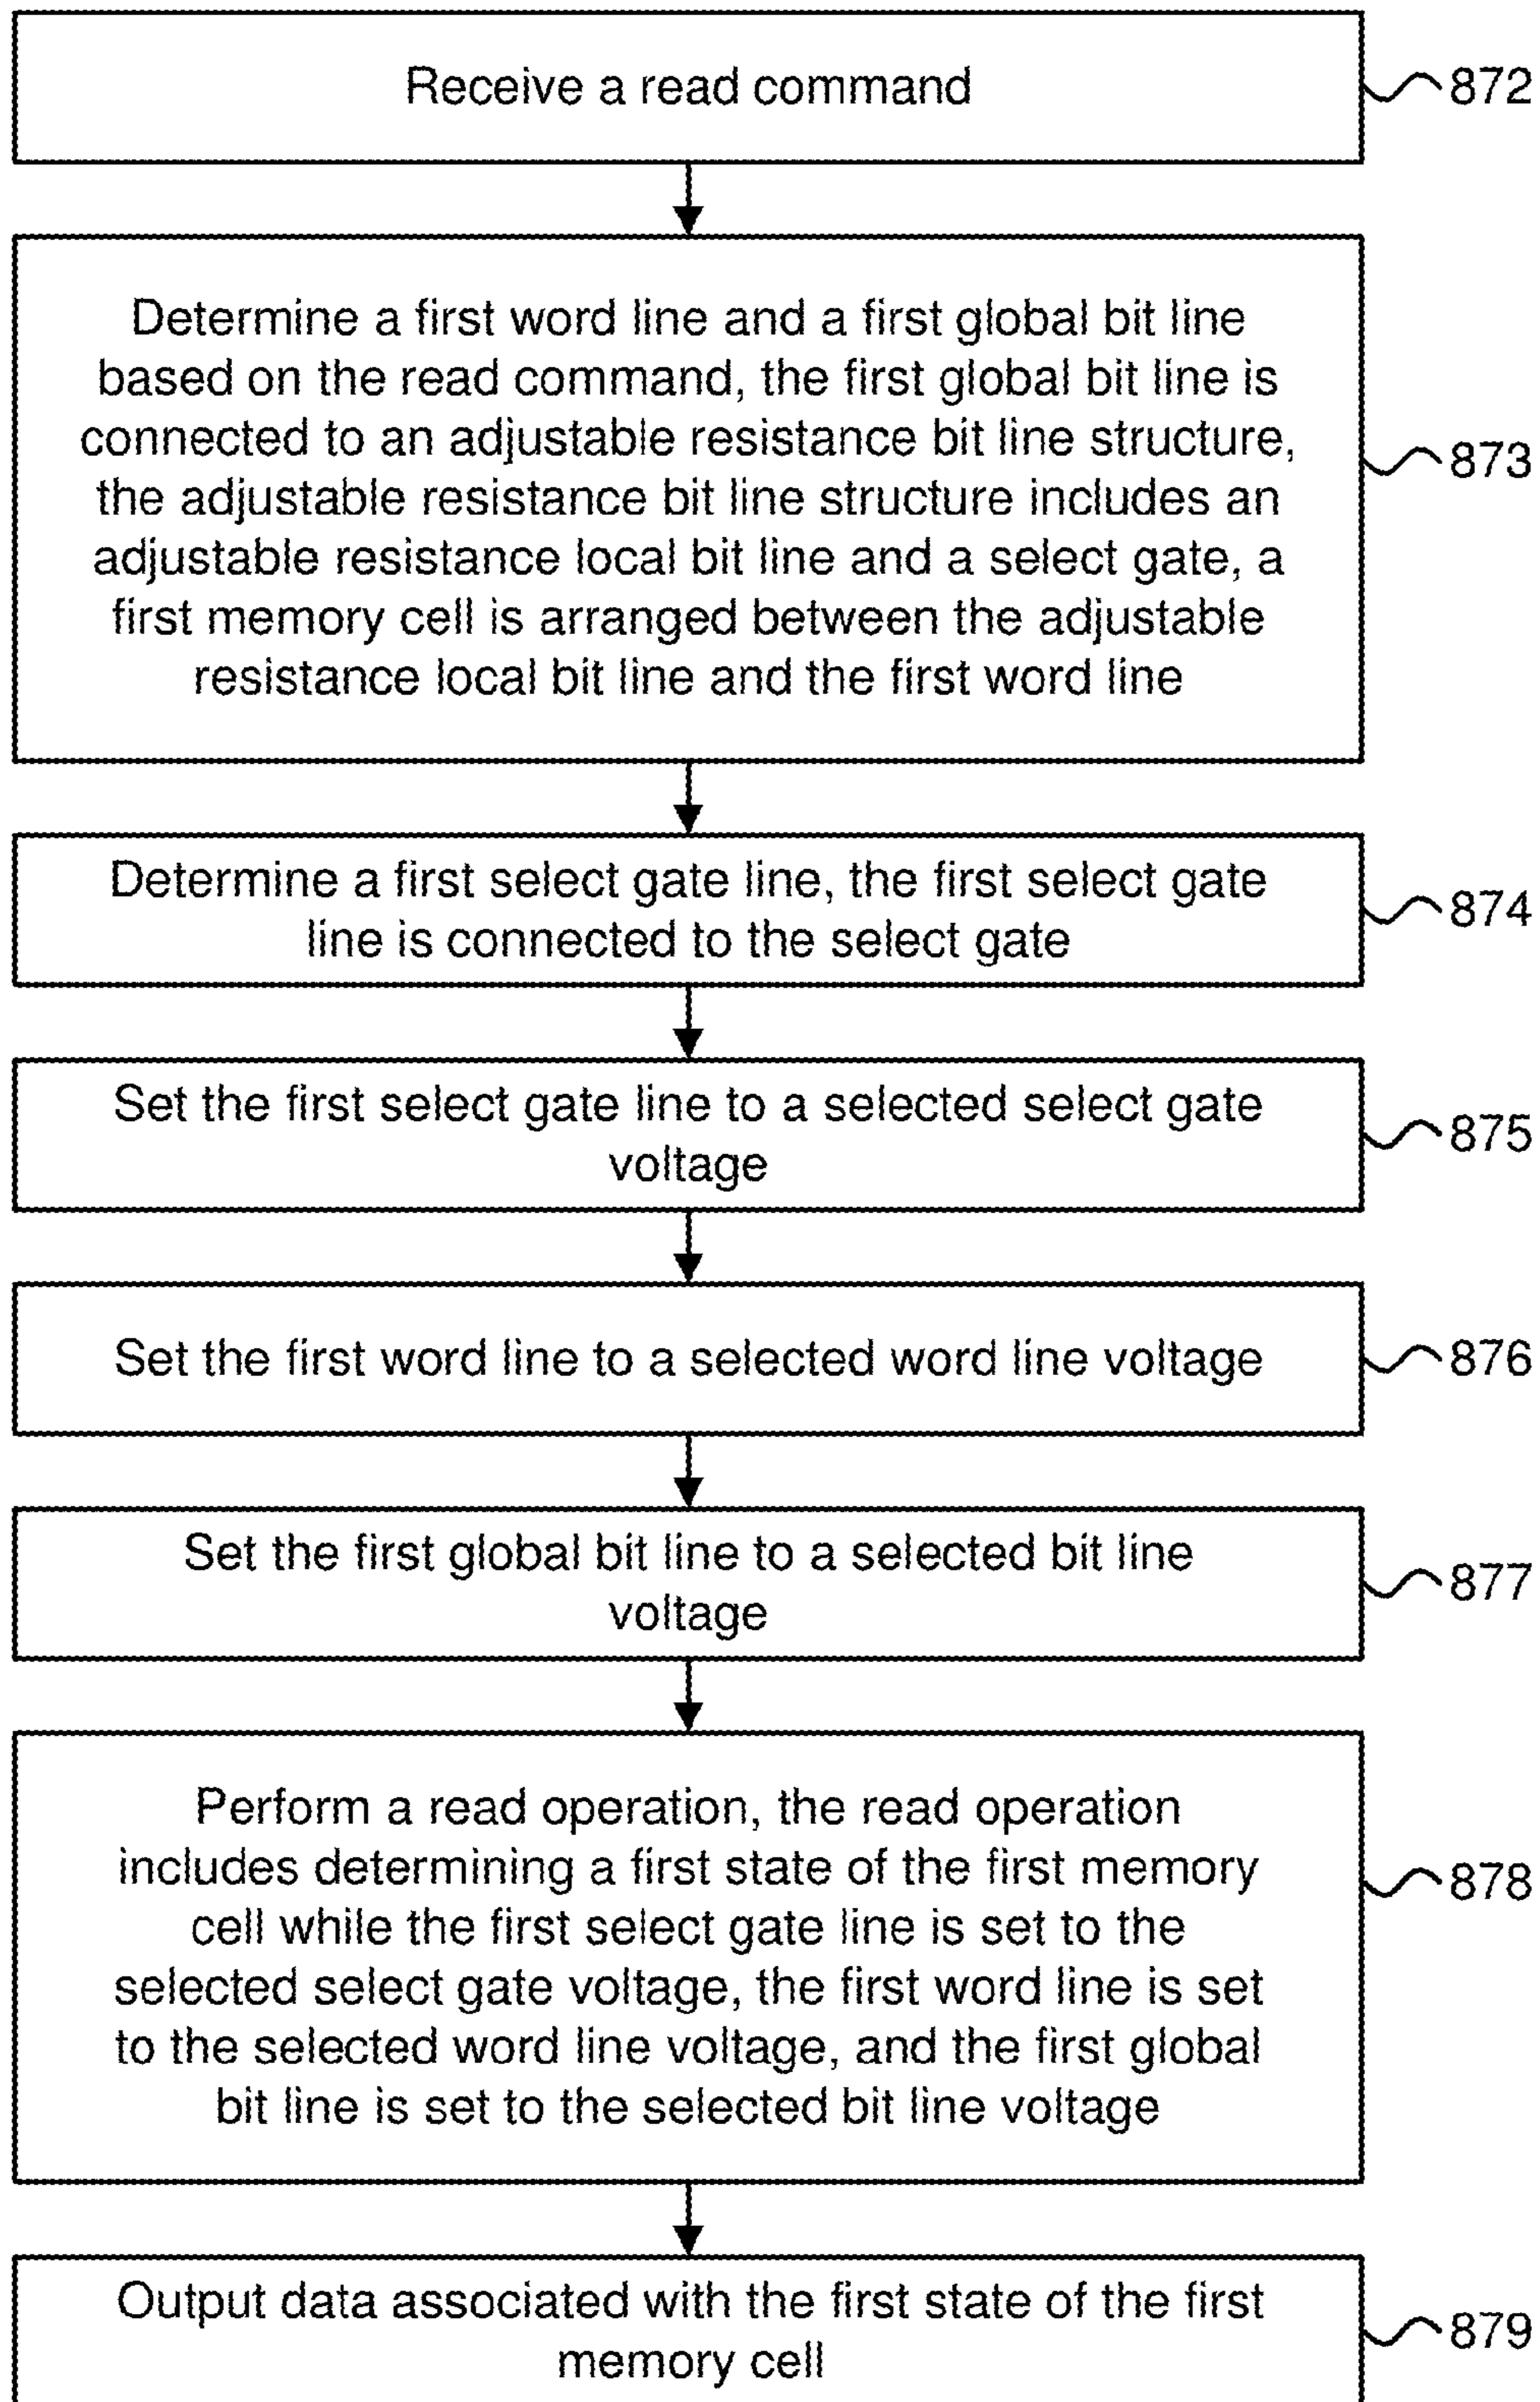 Receive a read command
872
Determine a first word line and a first global bit line
based on the read command, the first global bit line is
connected to an adjustable resistance bit line structure,
the adjustable resistance bit line structure includes an
adjustable resistance local bit line and a select gate, a
first memory cell is arranged between the adjustable
resistance local bit line and the first word line
873
Determine a first select gate line, the first select gate
line is connected to the select gate
874
Set the first select gate line to a selected select gate
voltage
875
Set the first word line to a selected word line voltage
876
Set the first global bit line to a selected bit line
voltage
877
Perform a read operation, the read operation
includes determining a first state of the first memory
cell while the first select gate line is set to the
selected select gate voltage, the first word line is set
to the selected word line voltage, and the first global
bit line is set to the selected bit line voltage
878
Output data associated with the first state of the first
memory cell
879